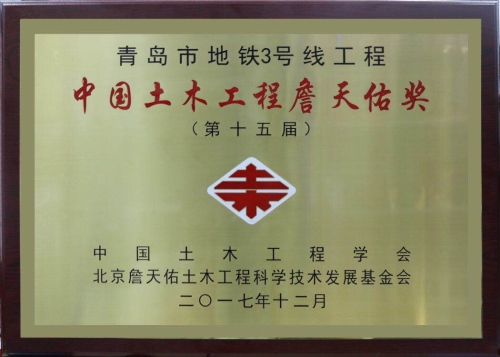 青岛市地铁3号线工程
中国土木工程詹天佑奖
（第十五届）
中国土木工程学会
北京詹天佑土木工程科学技术发展基金会
二〇一七年十二月